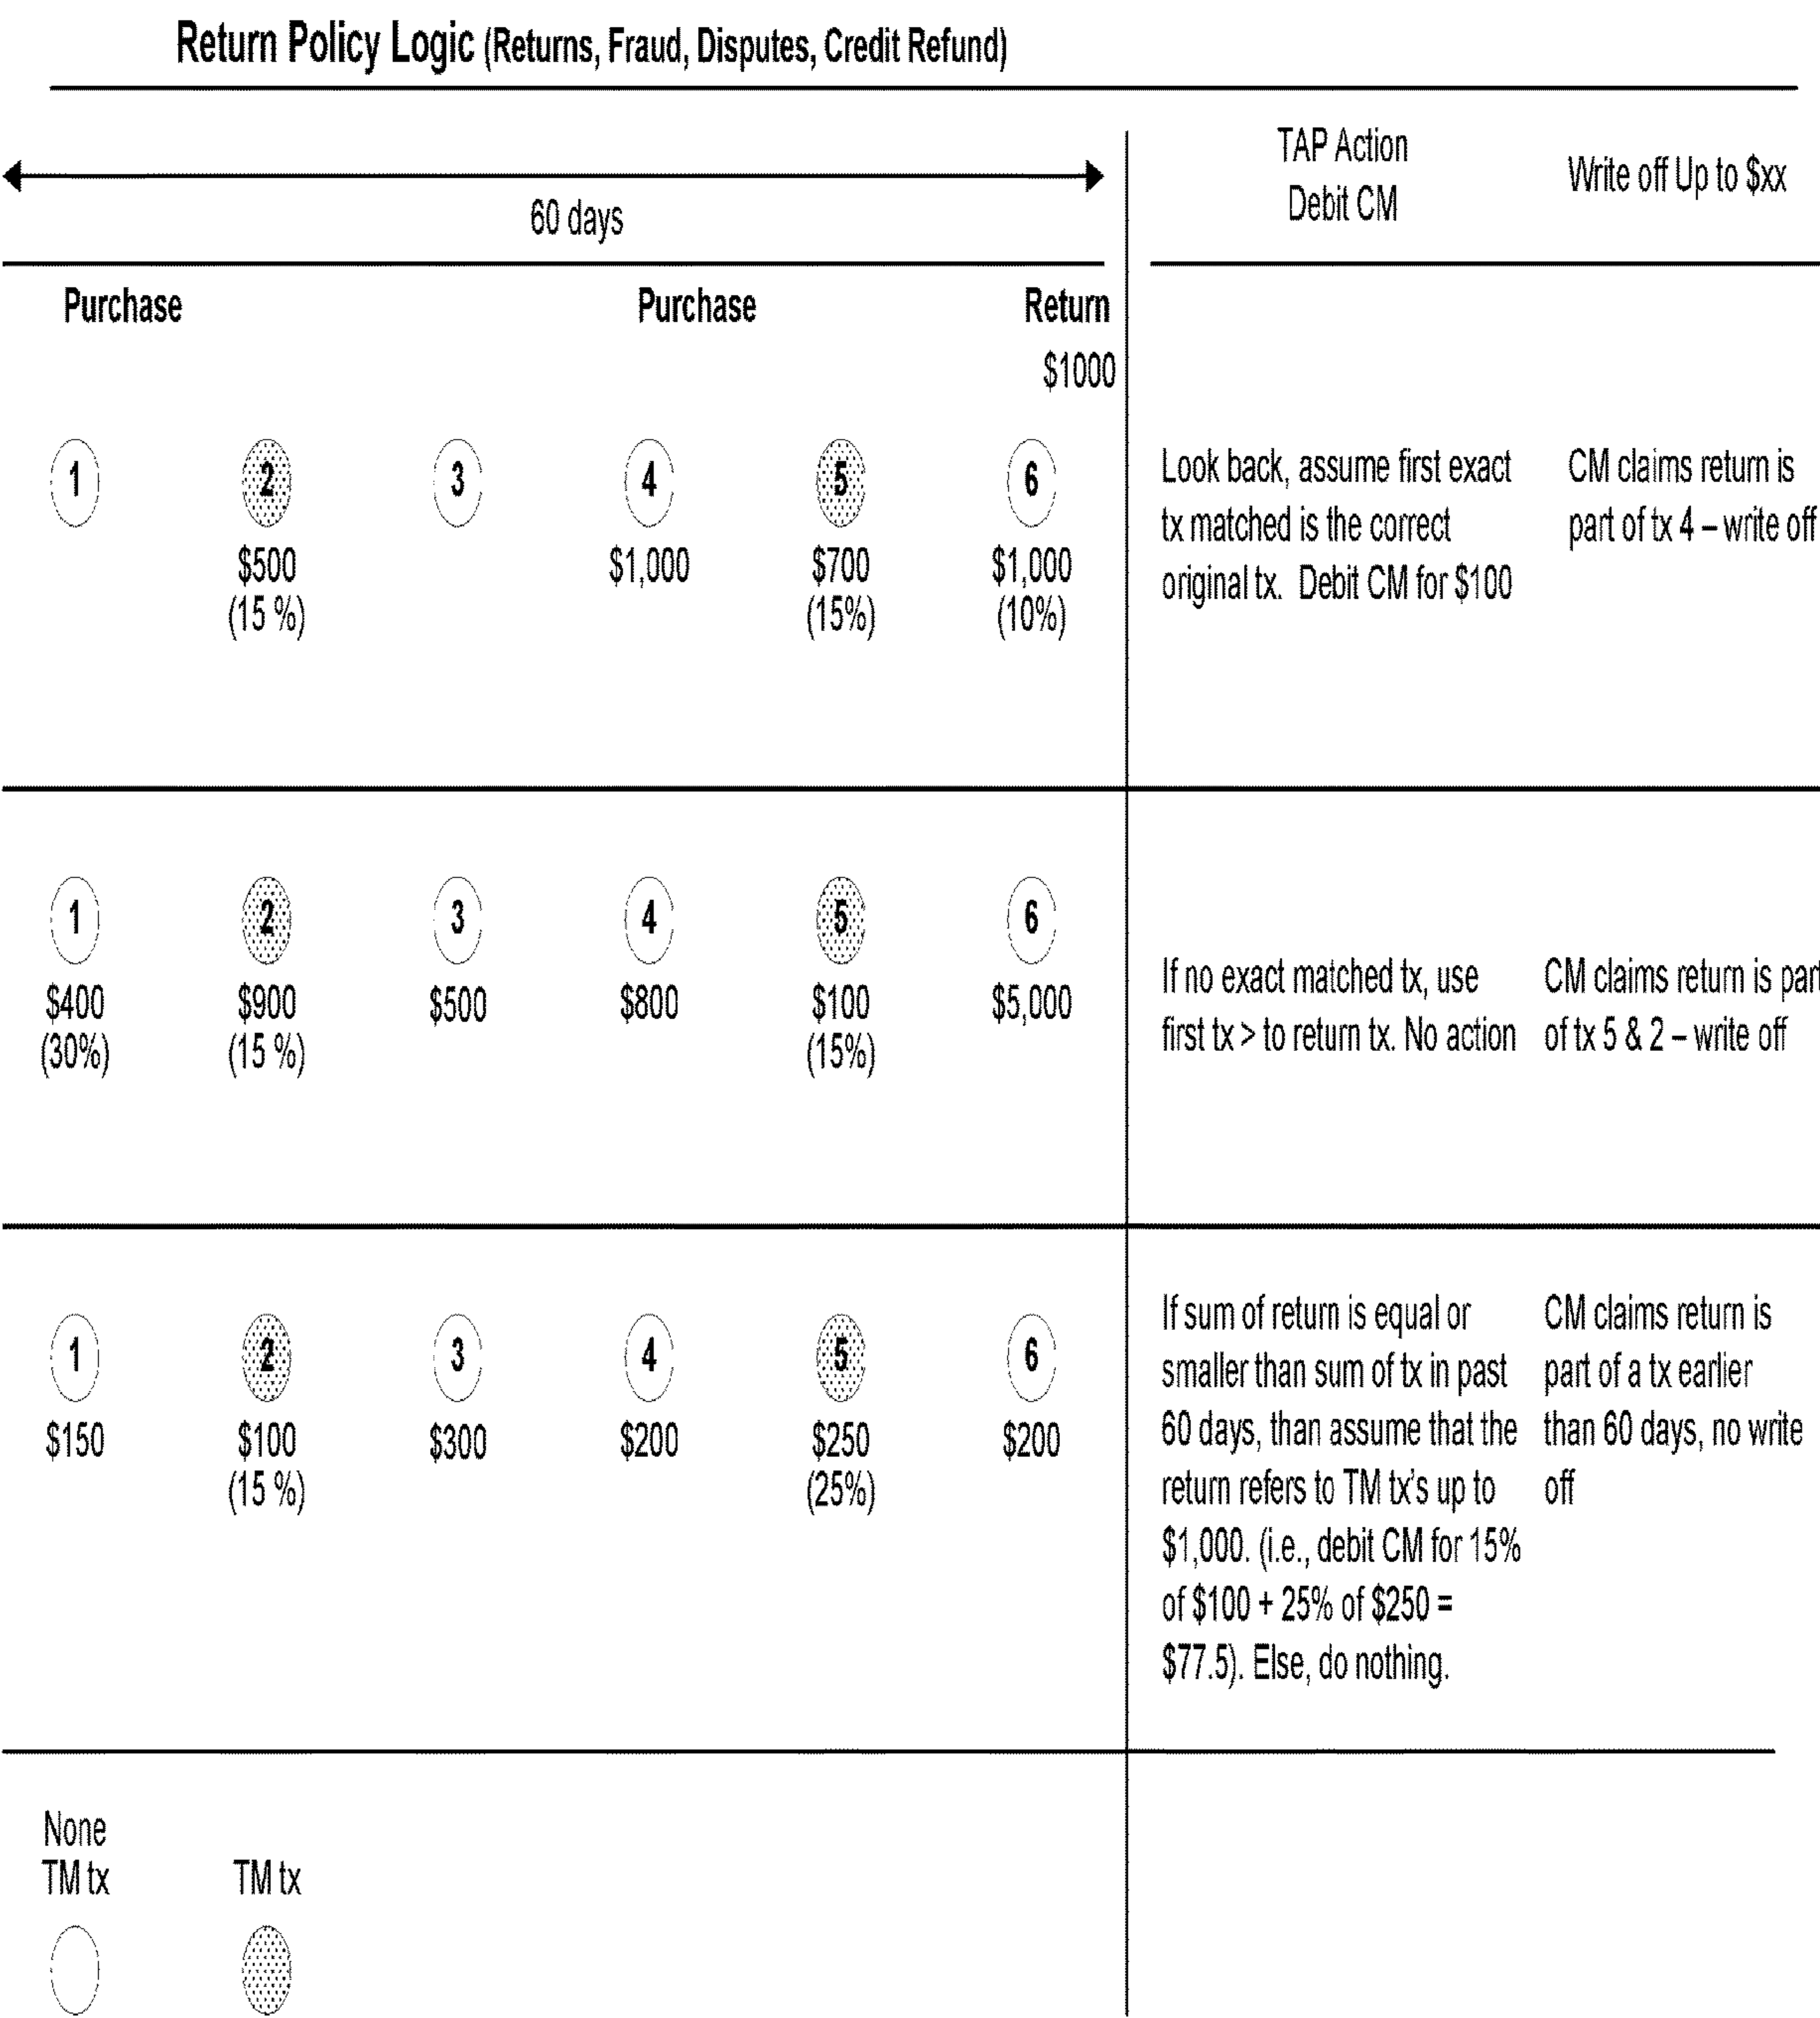 Return Policy Logic (Returns, Fraud, Disputes, Credit Refund)
60 days
TAP Action
Debit CM
Write off Up to $xx
Purchase
Purchase
Return
$1000
1
2
3
4
5
6
$500
$1,000
$700
$1,000
(15 %)
(15%)
(10%)
Look back, assume first exact
tx matched is the correct
original tx. Debit CM for $100
CM claims return is
part of tx 4 – write off
1
2
3
4
5
6
$400
$900
$500
$800
$100
$5,000
(30%)
(15 %)
(15%)
If no exact matched tx, use
first tx > to return tx. No action
CM claims return is part
of tx 5 & 2 – write off
1
2
3
4
5
6
$150
$100
$300
$200
$250
$200
(15 %)
(25%)
If sum of return is equal or
smaller than sum of tx in past
60 days, than assume that the
return refers to TM tx's up to
$1,000. (i.e., debit CM for 15%
of $100 + 25% of $250 =
$77.5). Else, do nothing.
CM claims return is
part of a tx earlier
than 60 days, no write
off
None
TM tx
TM tx